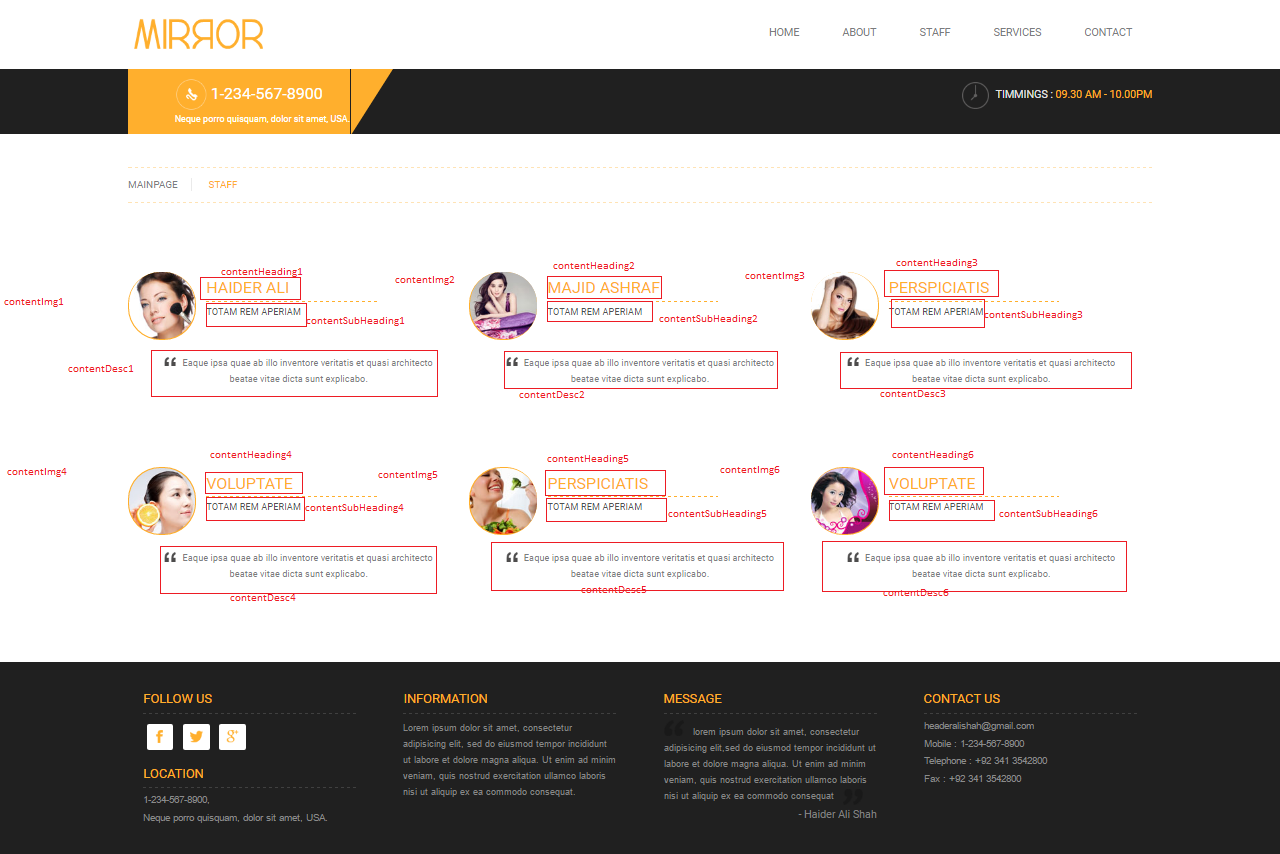 MIRROR
HOME ABOUT STAFF SERVICES CONTACT
1-234-567-8900
Neque porro quisquam, dolor sit amet, USA.
TIMMINGS : 09.30 AM - 10.00PM
MAINPAGE STAFF
contentImg1
contentHeading1
HAIDER ALI
TOTAM REM APERIAM
contentSubHeading1
contentDesc1
“ Eaque ipsa quae ab illo inventore veritatis et quasi architecto
beatae vitae dicta sunt explicabo.
contentImg2
contentHeading2
MAJID ASHRAF
TOTAM REM APERIAM
contentSubHeading2
“ Eaque ipsa quae ab illo inventore veritatis et quasi architecto
beatae vitae dicta sunt explicabo.
contentDesc2
contentImg3
contentHeading3
PERSPICIATIS
TOTAM REM APERIAM
contentSubHeading3
“ Eaque ipsa quae ab illo inventore veritatis et quasi architecto
beatae vitae dicta sunt explicabo.
contentDesc3
contentImg4
contentHeading4
VOLUPTATE
TOTAM REM APERIAM
contentSubHeading4
“ Eaque ipsa quae ab illo inventore veritatis et quasi architecto
beatae vitae dicta sunt explicabo.
contentDesc4
contentImg5
contentHeading5
PERSPICIATIS
TOTAM REM APERIAM
contentSubHeading5
“ Eaque ipsa quae ab illo inventore veritatis et quasi architecto
beatae vitae dicta sunt explicabo.
contentDesc5
contentImg6
contentHeading6
VOLUPTATE
TOTAM REM APERIAM
contentSubHeading6
“ Eaque ipsa quae ab illo inventore veritatis et quasi architecto
beatae vitae dicta sunt explicabo.
contentDesc6
FOLLOW US
f g+
LOCATION
1-234-567-8900,
Neque porro quisquam, dolor sit amet, USA.
INFORMATION
Lorem ipsum dolor sit amet, consectetur
adipisicing elit, sed do eiusmod tempor incididunt
ut labore et dolore magna aliqua. Ut enim ad minim
veniam, quis nostrud exercitation ullamco laboris
nisi ut aliquip ex ea commodo consequat.
MESSAGE
“ lorem ipsum dolor sit amet, consectetur
adipisicing elit,sed do eiusmod tempor incididunt ut
labore et dolore magna aliqua. Ut enim ad minim
veniam, quis nostrud exercitation ullamco laboris
nisi ut aliquip ex ea commodo consequat ”
- Haider Ali Shah
CONTACT US
headeralishah@gmail.com
Mobile : 1-234-567-8900
Telephone : +92 341 3542800
Fax : +92 341 3542800